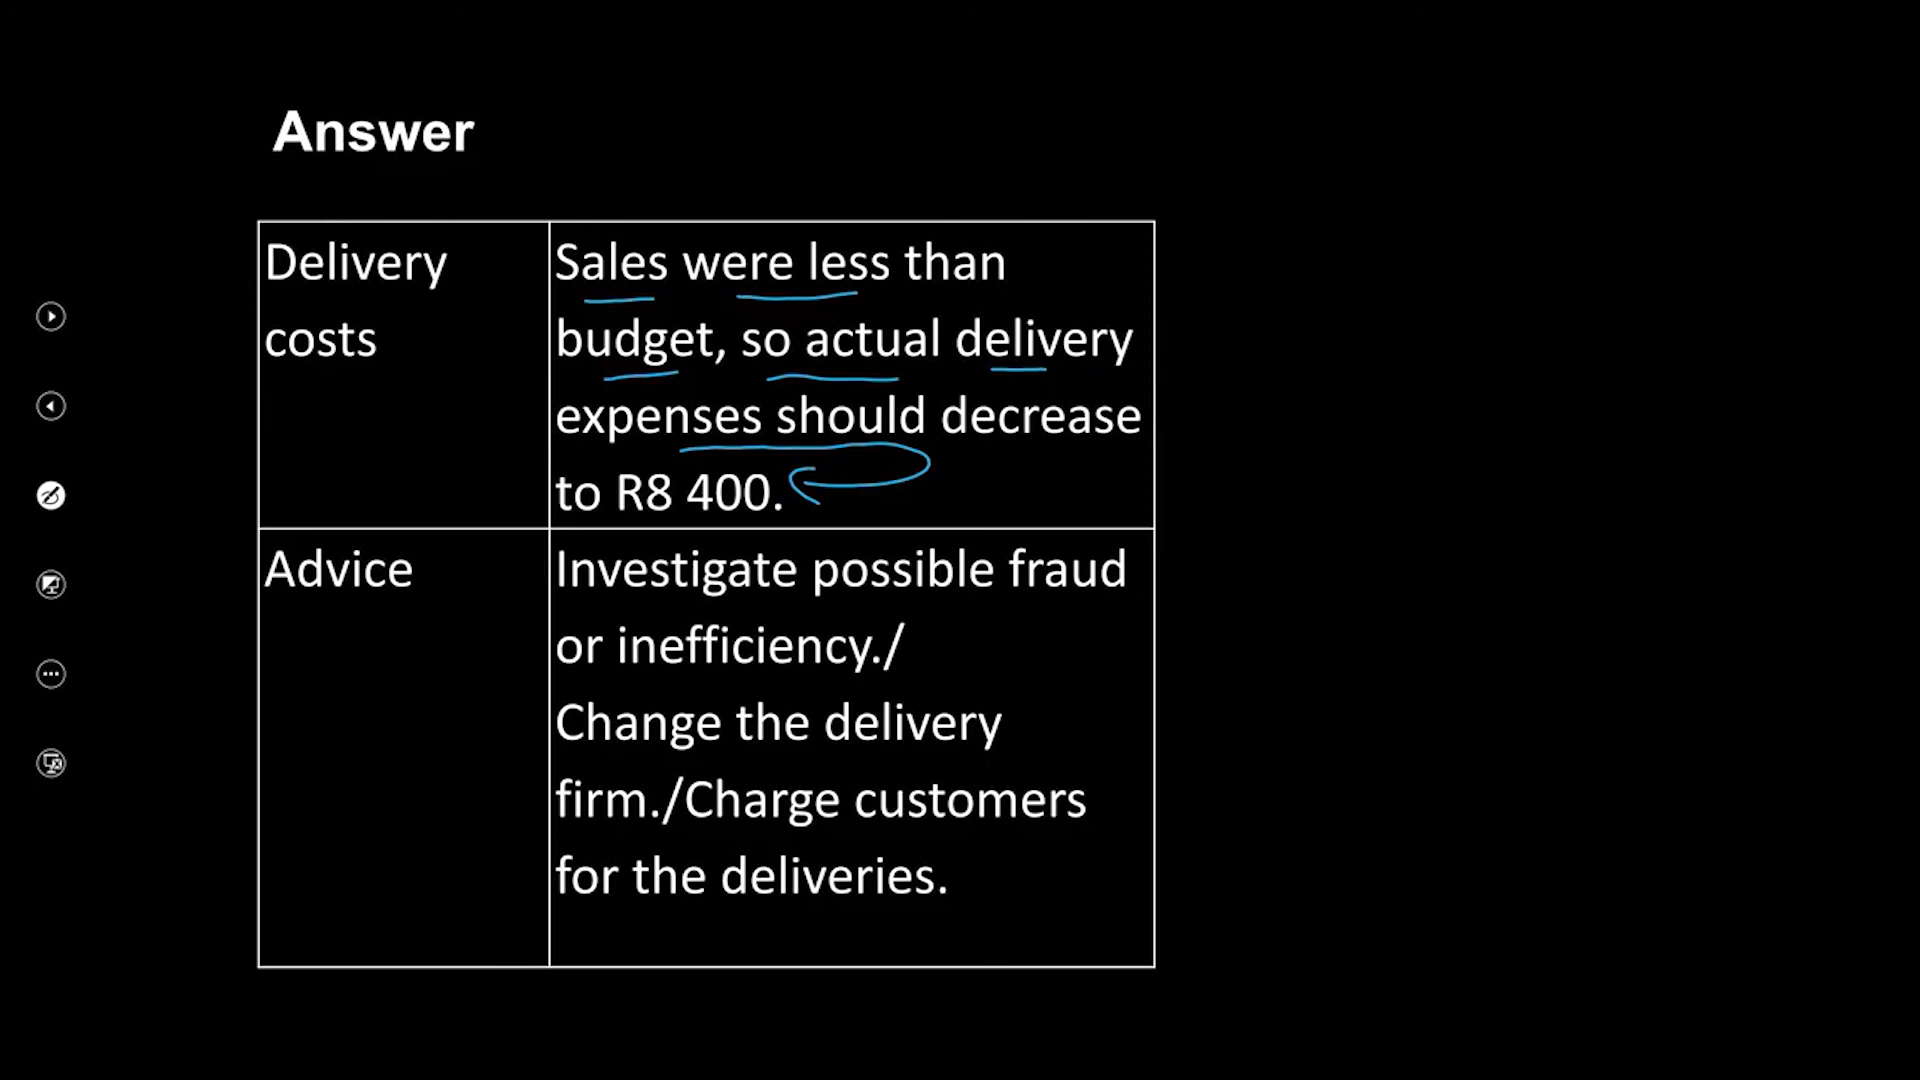 Answer
Delivery
costs
Sales were less than
budget, so actual delivery
expenses should decrease
to R8 400.
Advice
Investigate possible fraud
or inefficiency./
Change the delivery
firm./Charge customers
for the deliveries.